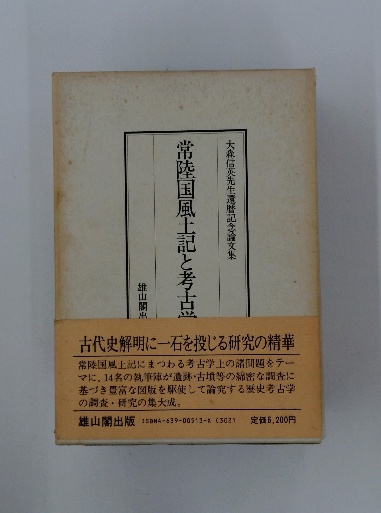 大森信英先生還暦記念論文集
常陸国風土記と考古学
雄山閣出
古代史解明に一石を投じる研究の精華
常陸国風土記にまつわる考古学上の諸問題をテー
マに、14名の執筆陣が遺跡・古墳等の綿密な調査に
基づき豊富な図版を駆使して論究する歴史考古学
の調査・研究の集大成。
雄山閣出版 ISBN4-639-00513-X C3021 定価6,200円